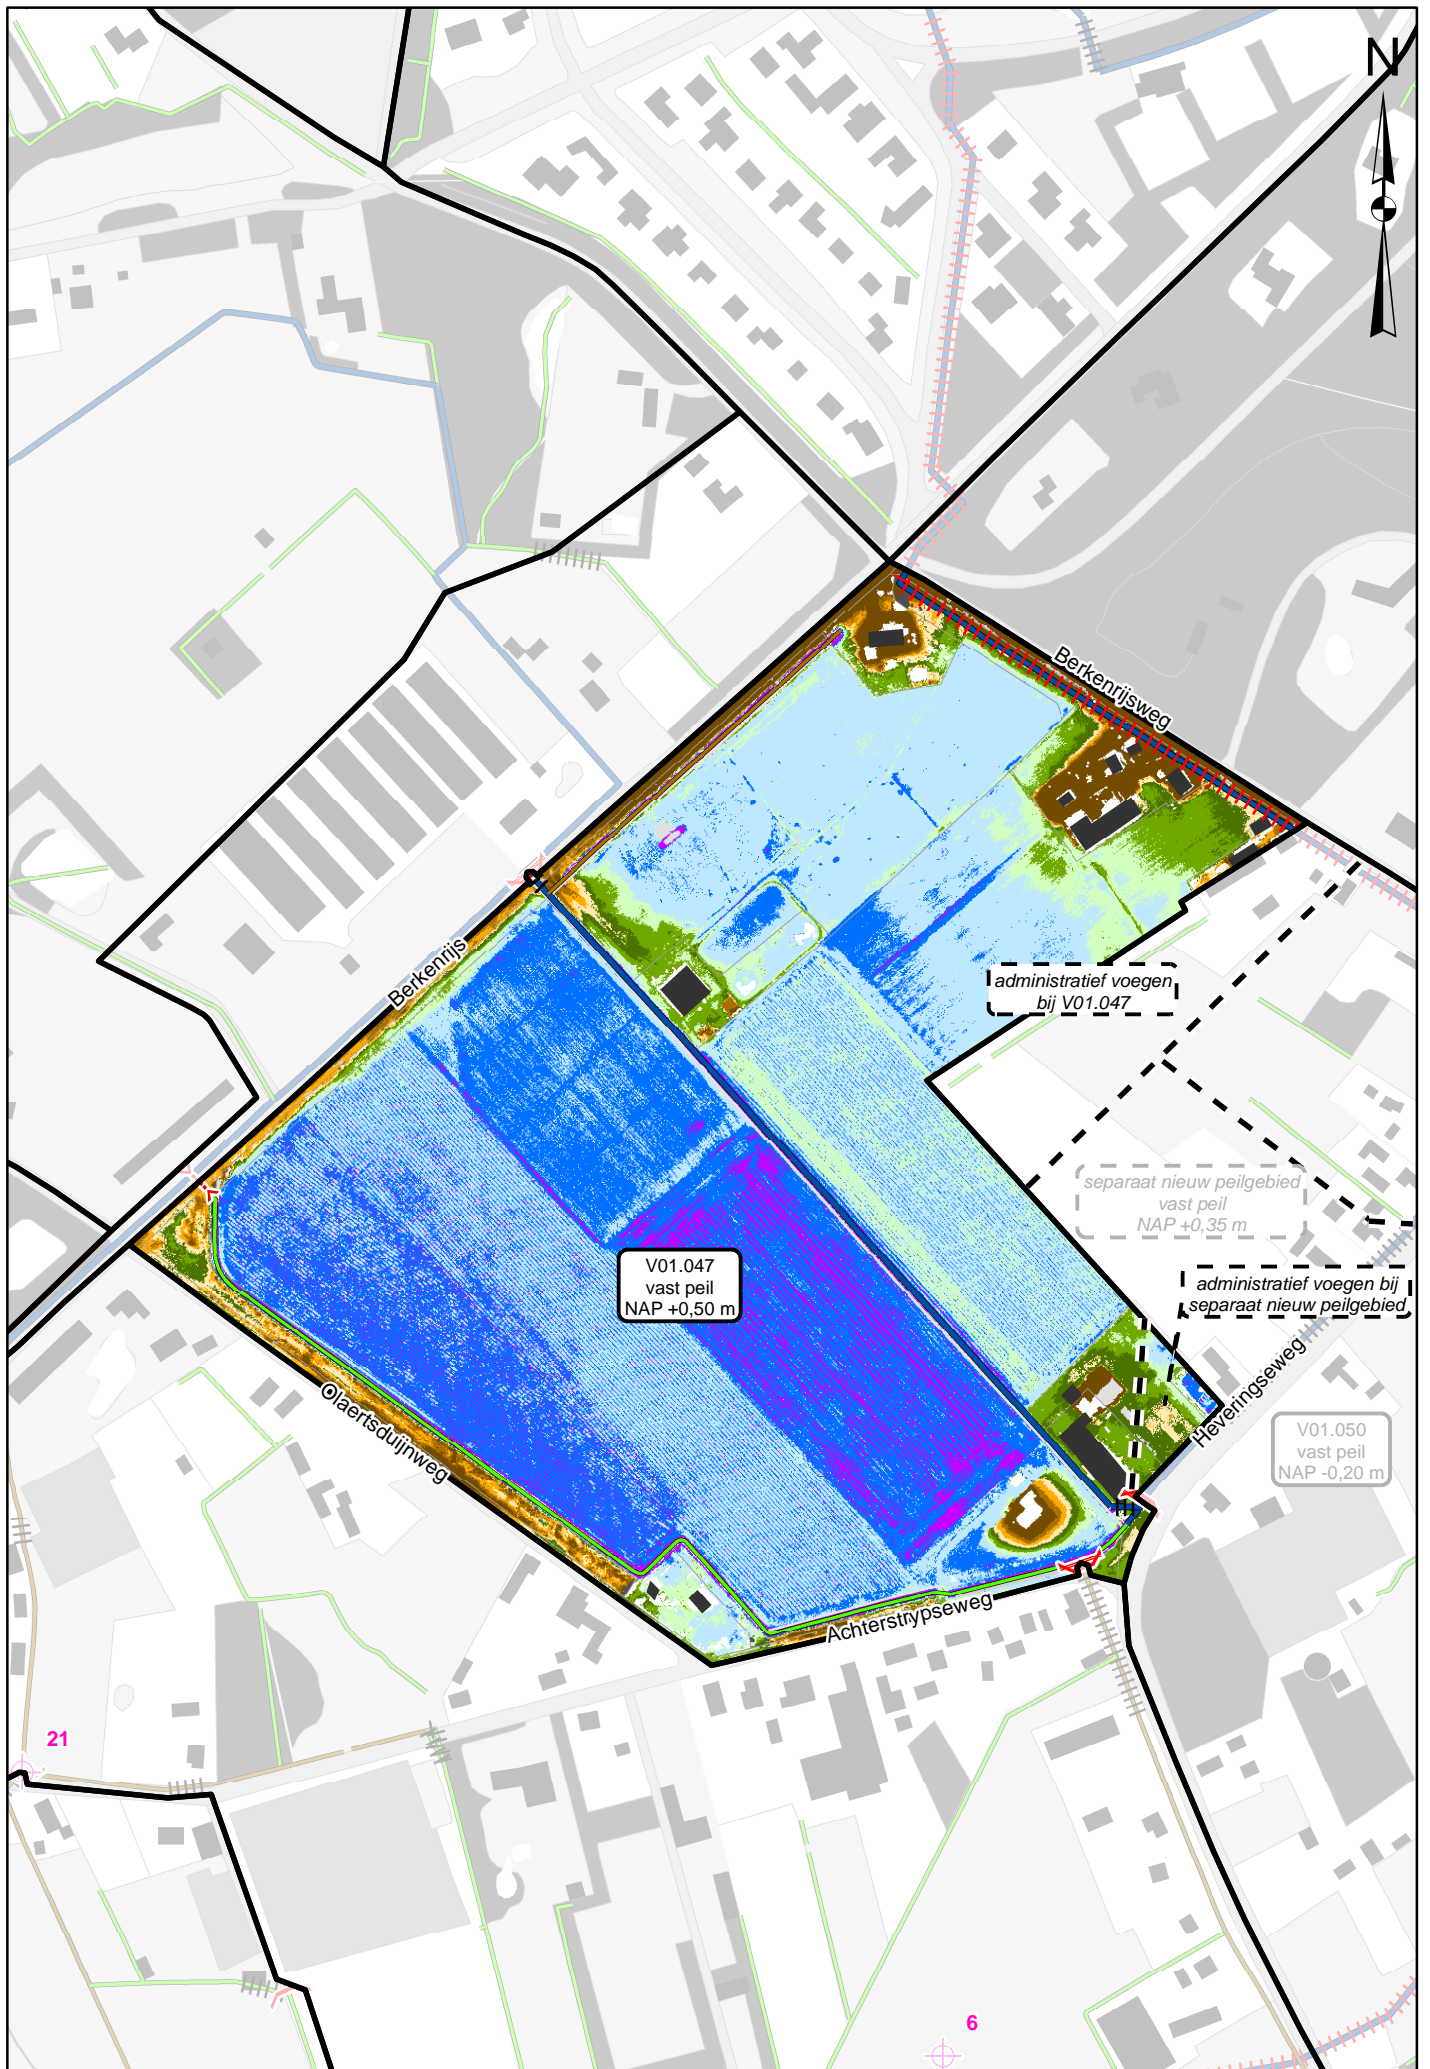 N
Berkenrijsweg
Berkenrijs
administratief voegen
bij V01.047
separaat nieuw peilgebied
vast peil
NAP +0,35 m
V01.047
vast peil
NAP +0,50 m
administratief voegen bij
separaat nieuw peilgebied
Heveringseweg
Olaertsduijnweg
V01.050
vast peil
NAP -0,20 m
Achterstrypseweg
21
6